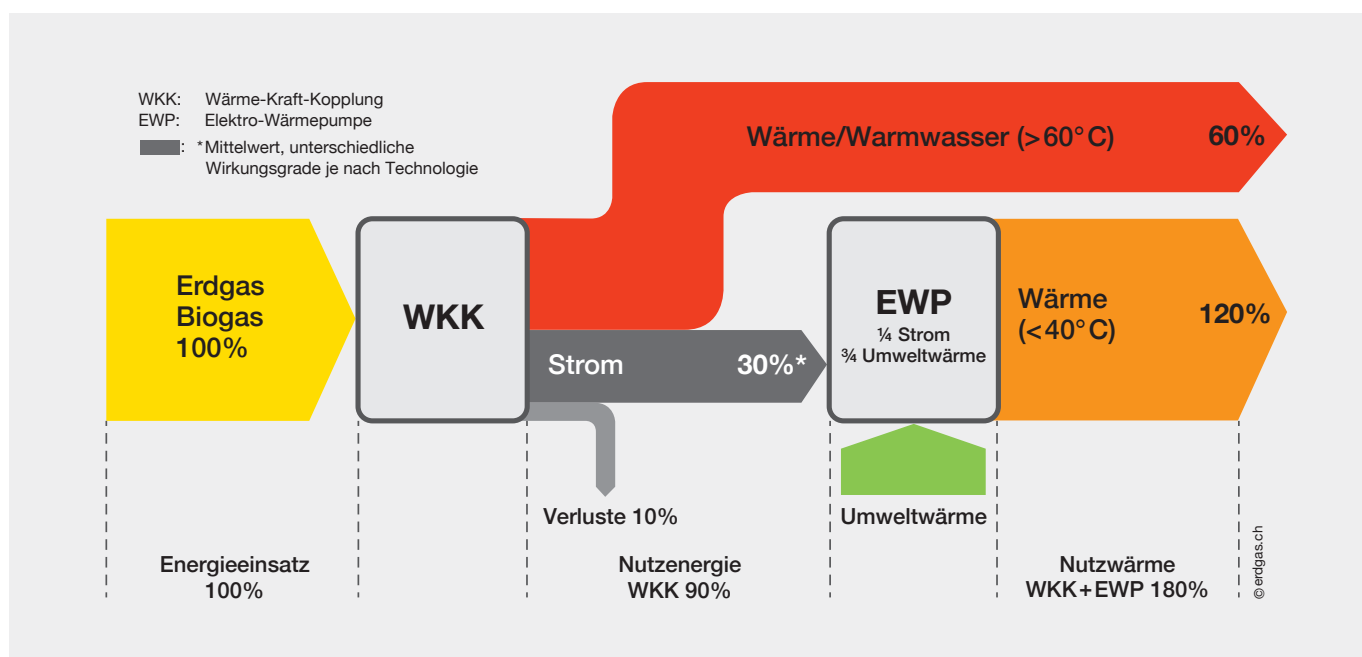 WKK: Wärme-Kraft-Kopplung
EWP: Elektro-Wärmepumpe
: *Mittelwert, unterschiedliche
Wirkungsgrade je nach Technologie
Wärme/Warmwasser (>60°C) 60%
Erdgas
Biogas
100%
WKK
Strom 30%*
EWP
¼ Strom
¾ Umweltwärme
Wärme
(<40°C)
120%
Verluste 10%
Umweltwärme
Energieeinsatz
100%
Nutzenergie
WKK 90%
Nutzwärme
WKK+EWP 180%
©erdgas.ch